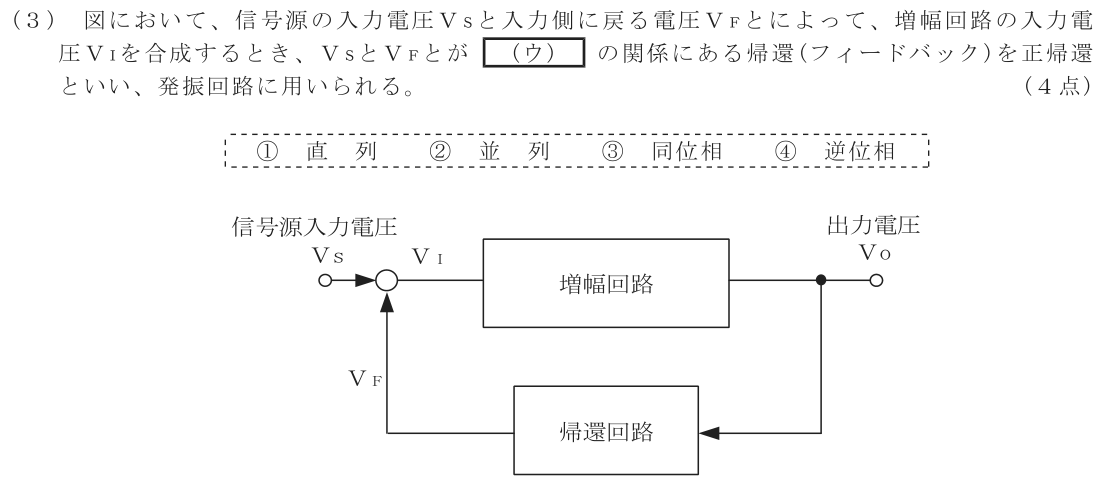 (3) 図において、信号源の入力電圧VSと入力側に戻る電圧VFとによって、増幅回路の入力電
圧VIを合成するとき、VSとVFとが (ウ) の関係にある帰還(フィードバック)を正帰還
といい、発振回路に用いられる。 (4点)
① 直列 ② 並列 ③ 同位相 ④ 逆位相
信号源入力電圧 出力電圧
VS VI VO
増幅回路
VF
帰還回路